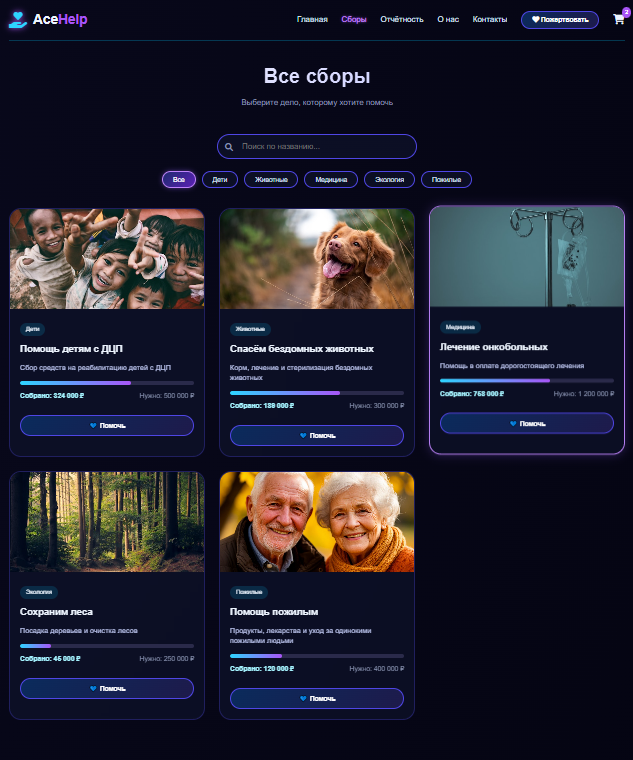 AceHelp
Главная Сборы Отчётность О нас Контакты Пожертвовать 2
Все сборы
Выберите дело, которому хотите помочь
Поиск по названию...
Все Дети Животные Медицина Экология Пожилые
Дети
Помощь детям с ДЦП
Сбор средств на реабилитацию детей с ДЦП
Собрано: 324 000 ₽ Нужно: 500 000 ₽
Помочь
Животные
Спасём бездомных животных
Корм, лечение и стерилизация бездомных
животных
Собрано: 189 000 ₽ Нужно: 300 000 ₽
Помочь
Медицина
Лечение онкобольных
Помощь в оплате дорогостоящего лечения
Собрано: 758 000 ₽ Нужно: 1 200 000 ₽
Помочь
Экология
Сохраним леса
Посадка деревьев и очистка лесов
Собрано: 45 000 ₽ Нужно: 250 000 ₽
Помочь
Пожилые
Помощь пожилым
Продукты, лекарства и уход за одинокими
пожилыми людьми
Собрано: 120 000 ₽ Нужно: 400 000 ₽
Помочь